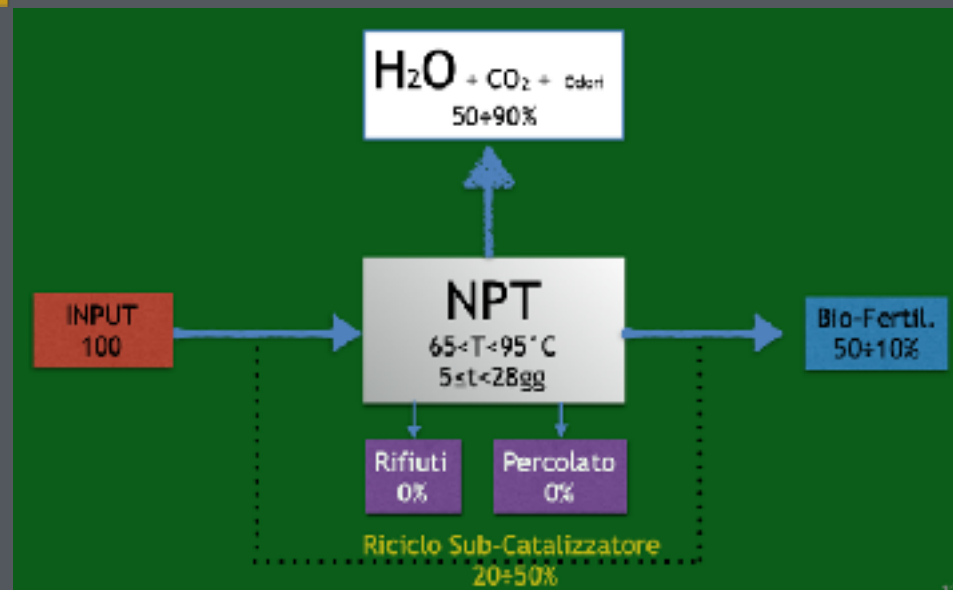 H₂O + CO₂ + Odori
50÷90%
NPT
65<T<95°C
5≤t<28gg
INPUT
100
Bio-Fertil.
50÷10%
Rifiuti
0%
Percolato
0%
Riciclo Sub-Catalizzatore
20÷50%